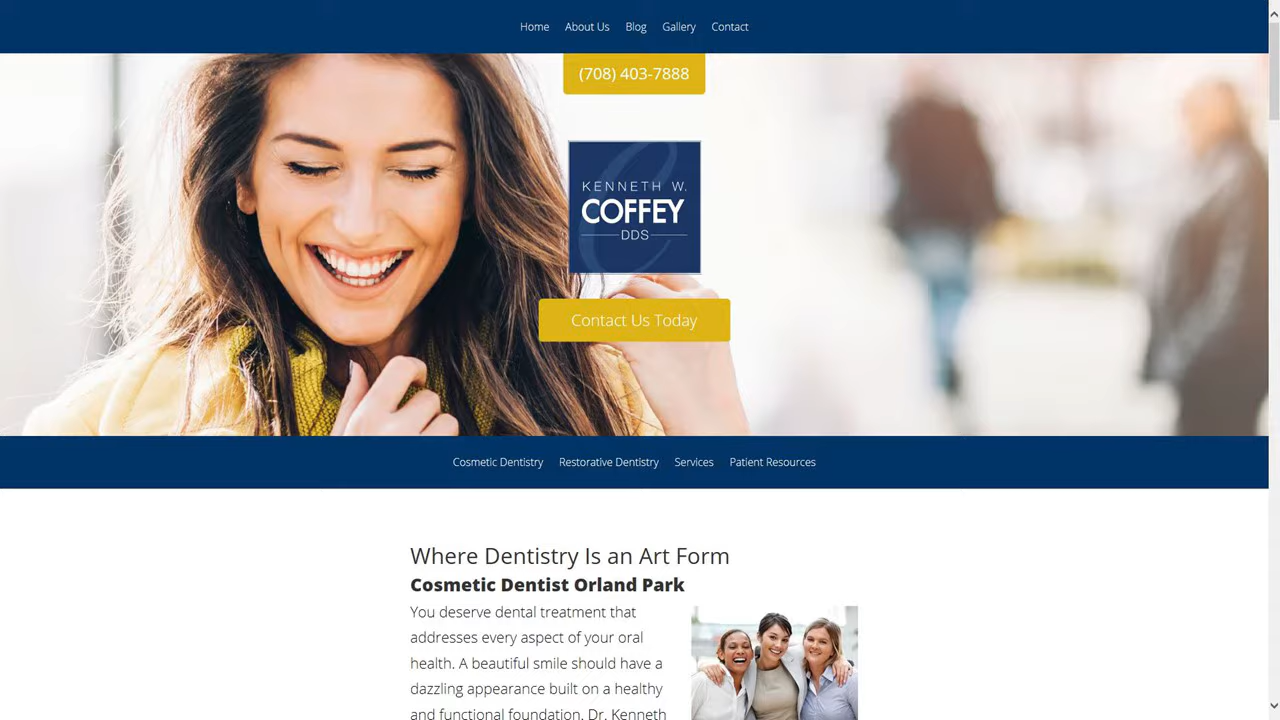 Home About Us Blog Gallery Contact
(708) 403-7888
KENNETH W.
COFFEY
DDS
Contact Us Today
Cosmetic Dentistry Restorative Dentistry Services Patient Resources
Where Dentistry Is an Art Form
Cosmetic Dentist Orland Park
You deserve dental treatment that
addresses every aspect of your oral
health. A beautiful smile should have a
dazzling appearance built on a healthy
and functional foundation. Dr. Kenneth